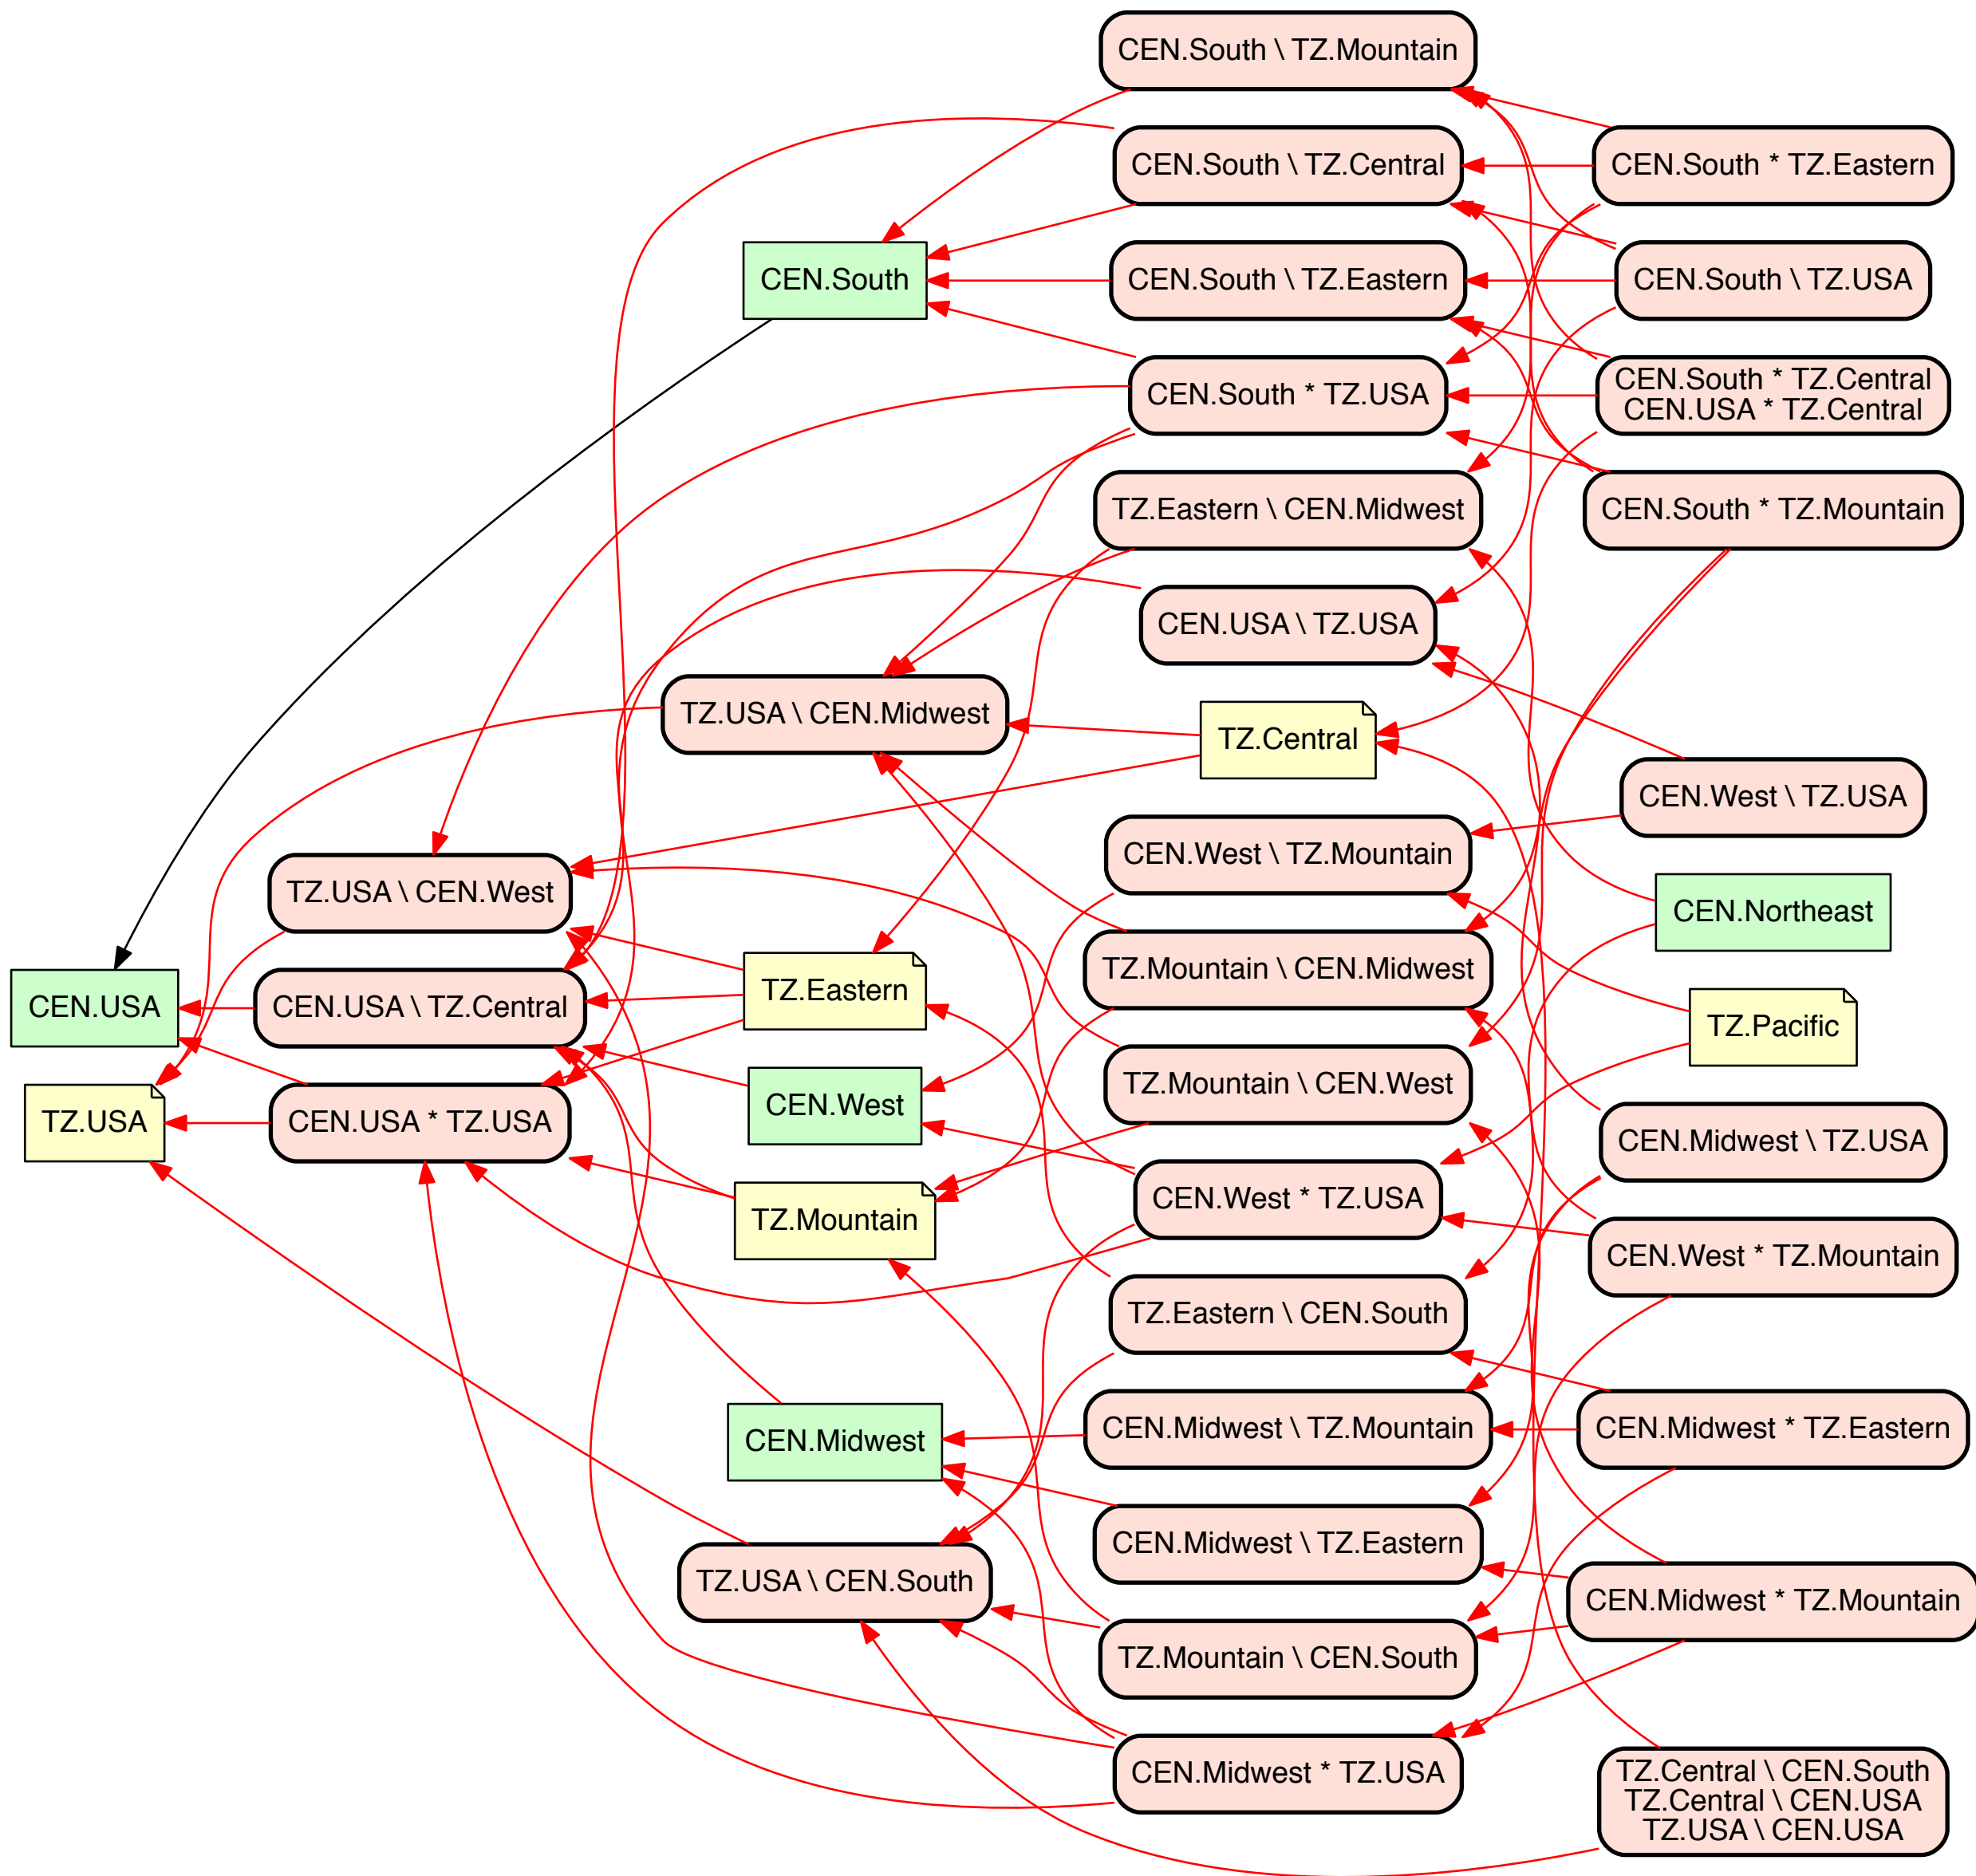 CEN.South \ TZ.Mountain
CEN.South \ TZ.Central
CEN.South * TZ.Eastern
CEN.South
CEN.South \ TZ.Eastern
CEN.South \ TZ.USA
CEN.South * TZ.USA
CEN.South * TZ.Central
CEN.USA * TZ.Central
TZ.Eastern \ CEN.Midwest
CEN.South * TZ.Mountain
CEN.USA \ TZ.USA
TZ.USA \ CEN.Midwest
TZ.Central
CEN.West \ TZ.USA
TZ.USA \ CEN.West
CEN.West \ TZ.Mountain
CEN.Northeast
CEN.USA
CEN.USA \ TZ.Central
TZ.Eastern
TZ.Mountain \ CEN.Midwest
TZ.Pacific
TZ.USA
CEN.USA * TZ.USA
CEN.West
TZ.Mountain \ CEN.West
CEN.Midwest \ TZ.USA
TZ.Mountain
CEN.West * TZ.USA
CEN.West * TZ.Mountain
TZ.Eastern \ CEN.South
CEN.Midwest
CEN.Midwest \ TZ.Mountain
CEN.Midwest * TZ.Eastern
CEN.Midwest \ TZ.Eastern
TZ.USA \ CEN.South
CEN.Midwest * TZ.Mountain
TZ.Mountain \ CEN.South
CEN.Midwest * TZ.USA
TZ.Central \ CEN.South
TZ.Central \ CEN.USA
TZ.USA \ CEN.USA